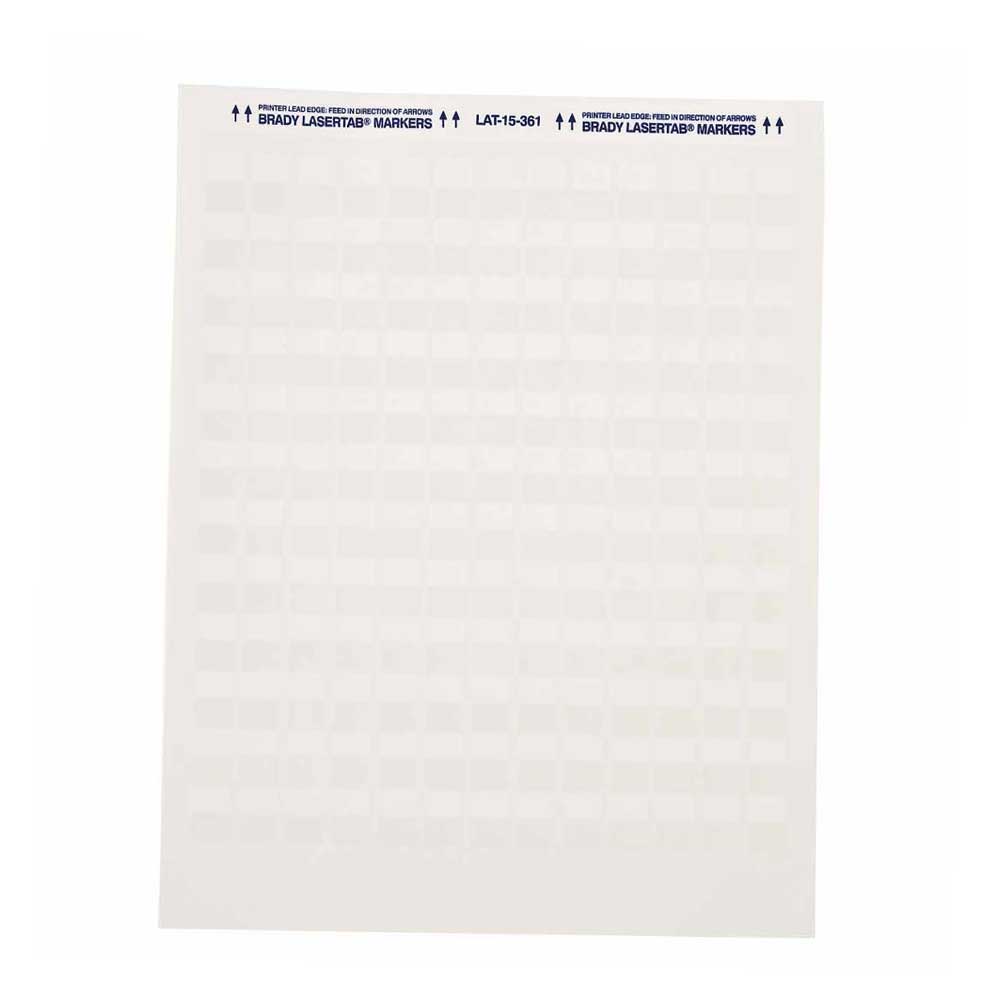 ↑↑ PRINTER LEAD EDGE: FEED IN DIRECTION OF ARROWS
BRADY LASERTAB® MARKERS ↑↑
LAT-15-361
↑↑ PRINTER LEAD EDGE: FEED IN DIRECTION OF ARROWS
BRADY LASERTAB® MARKERS ↑↑